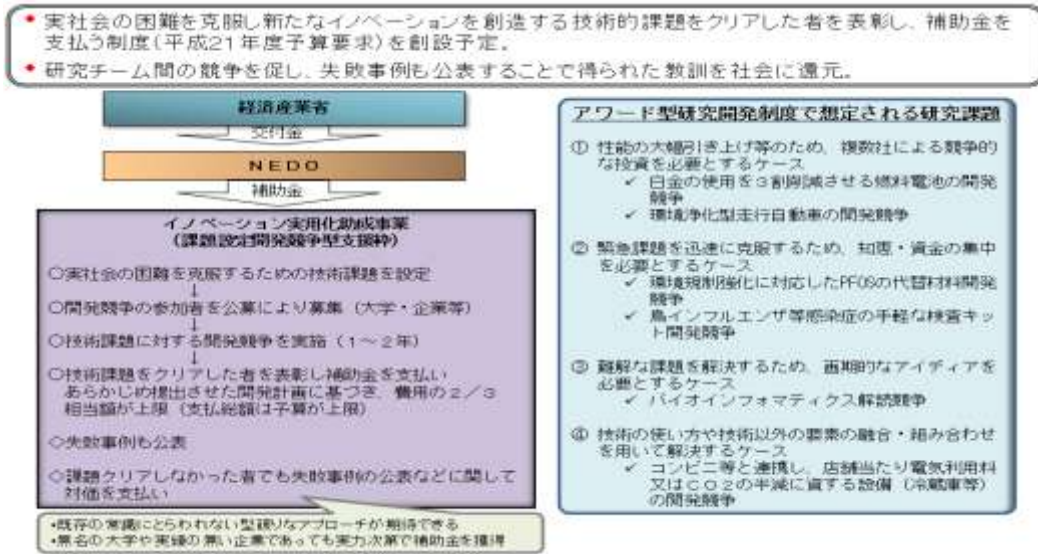 • 実社会の困難を克服し新たなイノベーションを創造する技術的課題をクリアした者を表彰し、補助金を
支払う制度(平成21年度予算要求)を創設予定。
• 研究チーム間の競争を促し、失敗事例も公表することで得られた教訓を社会に還元。
経済産業省
交付金
NEDO
補助金
イノベーション実用化助成事業
(課題設定開発競争型支援枠)
○実社会の困難を克服するための技術課題を設定
↓
○開発競争の参加者を公募により募集(大学・企業等)
↓
○技術課題に対する開発競争を実施(1~2年)
↓
○技術課題をクリアした者を表彰し補助金を支払い
あらかじめ提出させた開発計画に基づき、費用の2/3
相当額が上限(支払総額は予算が上限)
○失敗事例も公表
○課題クリアしなかった者でも失敗事例の公表などに関して
対価を支払い
・既存の常識にとらわれない型破りなアプローチが期待できる
・無名の大学や実績の無い企業であっても実力次第で補助金を獲得
アワード型研究開発制度で想定される研究課題
① 性能の大幅引き上げ等のため、複数社による競争的
な投資を必要とするケース
✓ 白金の使用を3割削減させる燃料電池の開発
競争
✓ 環境浄化型走行自動車の開発競争
② 緊急課題を迅速に克服するため、知恵・資金の集中
を必要とするケース
✓ 環境規制強化に対応したPFOSの代替材料開発
競争
✓ 鳥インフルエンザ等感染症の手軽な検査キッ
ト開発競争
③ 難解な課題を解決するため、画期的なアイディアを
必要とするケース
✓ バイオインフォマティクス解読競争
④ 技術の使い方や技術以外の要素の融合・組み合わせ
を用いて解決するケース
✓ コンビニ等と連携し、店舗当たり電気利用料
又はCO2の半減に資する設備(冷蔵庫等)
の開発競争